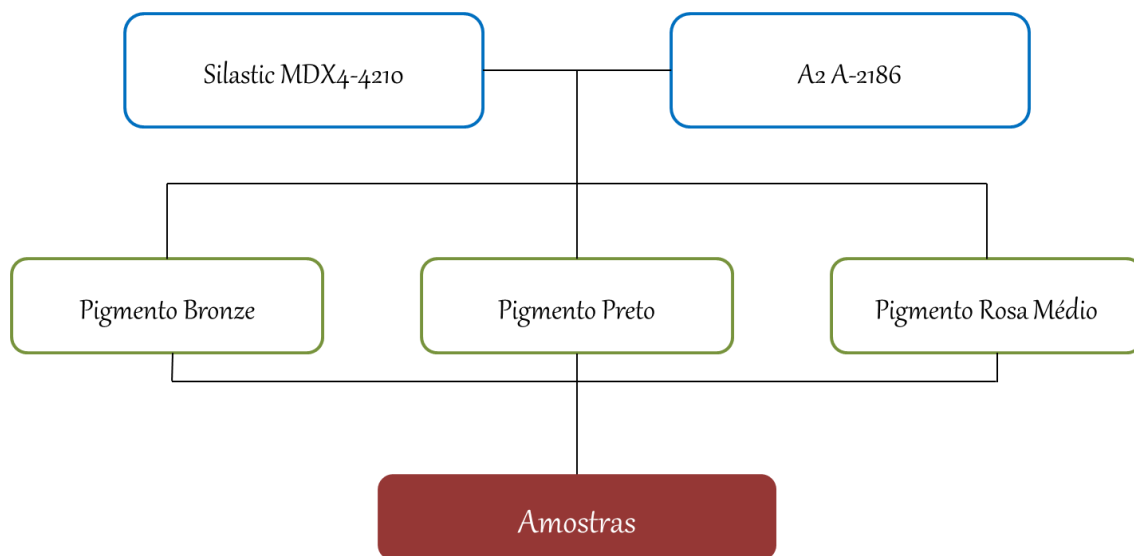 Silastic MDX4-4210
A2 A-2186
Pigmento Bronze
Pigmento Preto
Pigmento Rosa Médio
Amostras